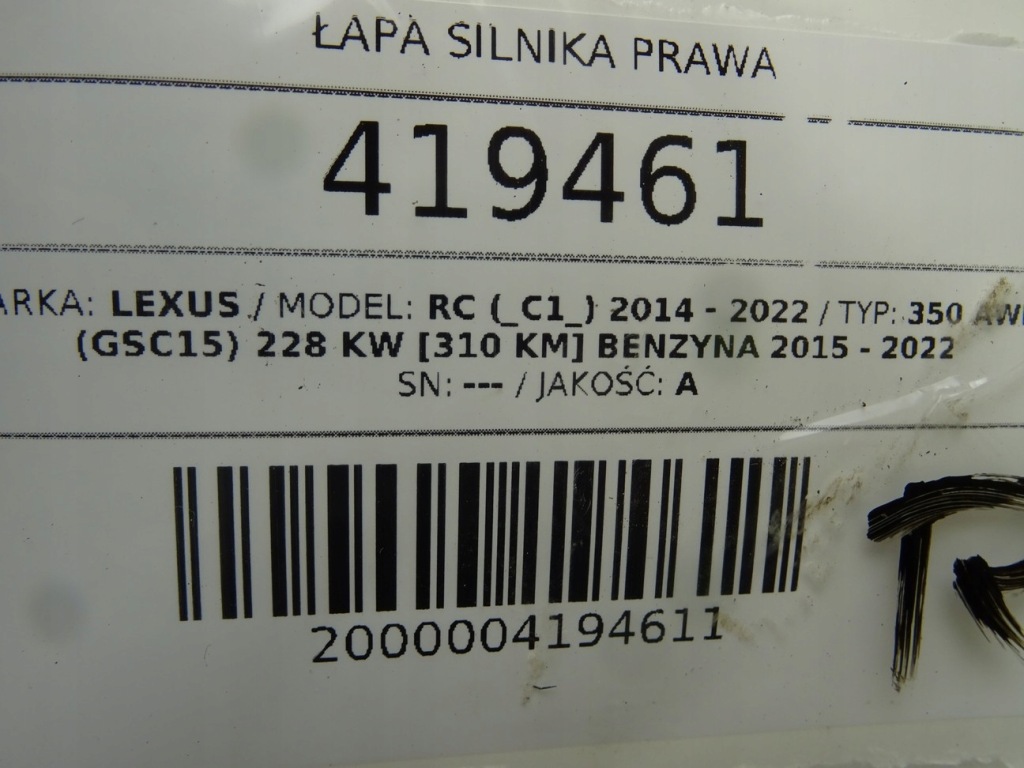 ŁAPA SILNIKA PRAWA
419461
ARKA: LEXUS / MODEL: RC (_C1_) 2014 - 2022 / TYP: 350 AW
(GSC15) 228 KW [310 KM] BENZYNA 2015 - 2022
SN: --- / JAKOŚĆ: A
2000004194611